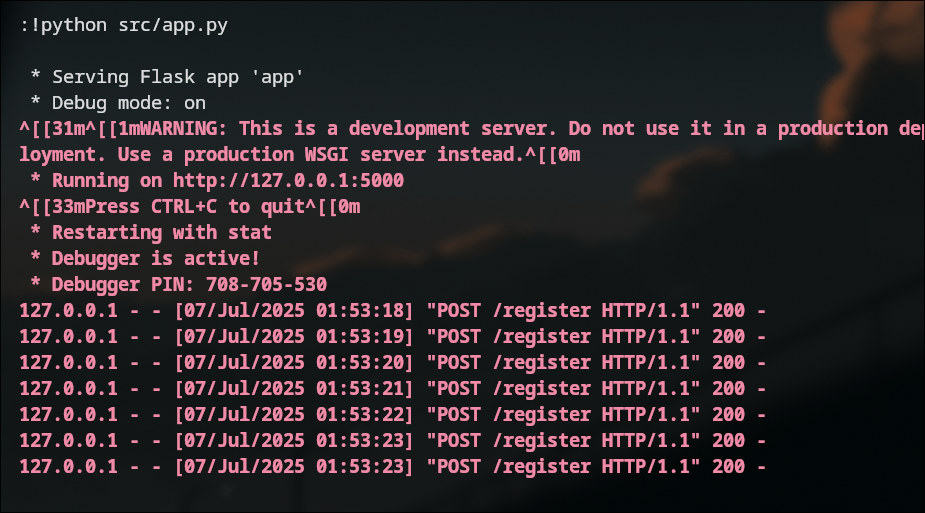 :!python src/app.py
 * Serving Flask app 'app'
 * Debug mode: on
^[[31m^[[1mWARNING: This is a development server. Do not use it in a production dep
loyment. Use a production WSGI server instead.^[[0m
 * Running on http://127.0.0.1:5000
^[[33mPress CTRL+C to quit^[[0m
 * Restarting with stat
 * Debugger is active!
 * Debugger PIN: 708-705-530
127.0.0.1 - - [07/Jul/2025 01:53:18] "POST /register HTTP/1.1" 200 -
127.0.0.1 - - [07/Jul/2025 01:53:19] "POST /register HTTP/1.1" 200 -
127.0.0.1 - - [07/Jul/2025 01:53:20] "POST /register HTTP/1.1" 200 -
127.0.0.1 - - [07/Jul/2025 01:53:21] "POST /register HTTP/1.1" 200 -
127.0.0.1 - - [07/Jul/2025 01:53:22] "POST /register HTTP/1.1" 200 -
127.0.0.1 - - [07/Jul/2025 01:53:23] "POST /register HTTP/1.1" 200 -
127.0.0.1 - - [07/Jul/2025 01:53:23] "POST /register HTTP/1.1" 200 -